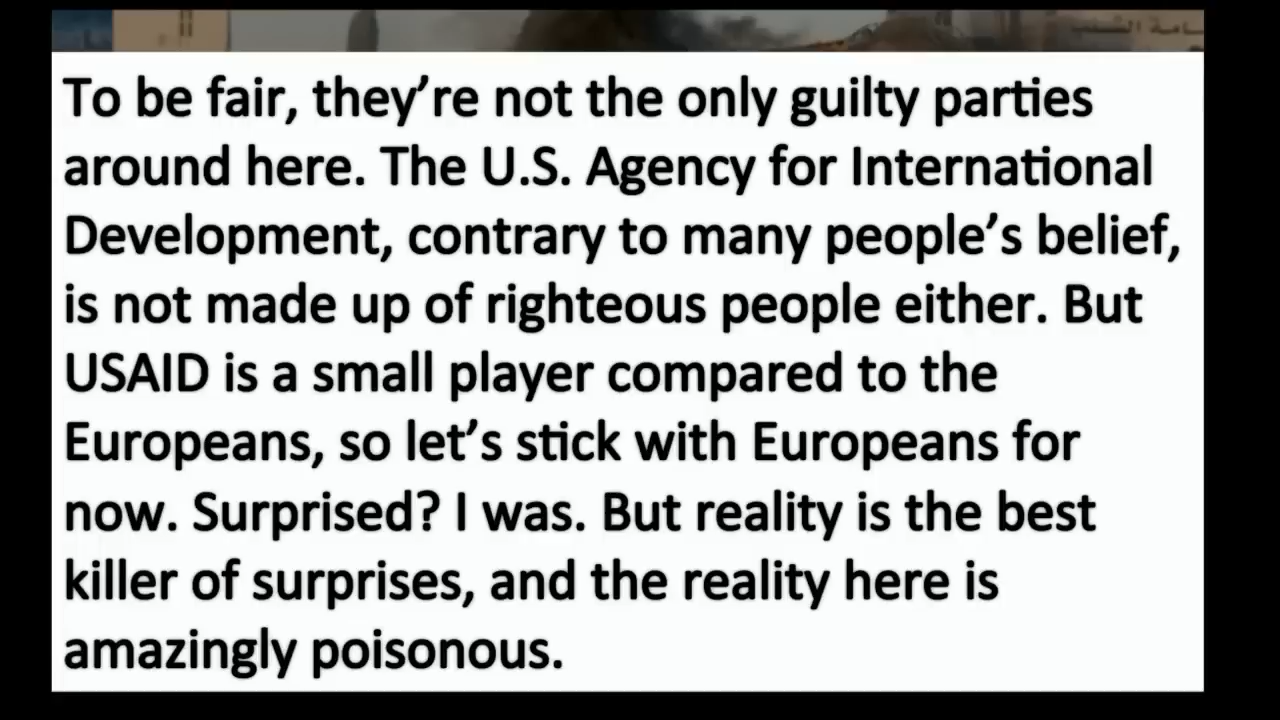 To be fair, they’re not the only guilty parties
around here. The U.S. Agency for International
Development, contrary to many people’s belief,
is not made up of righteous people either. But
USAID is a small player compared to the
Europeans, so let’s stick with Europeans for
now. Surprised? I was. But reality is the best
killer of surprises, and the reality here is
amazingly poisonous.